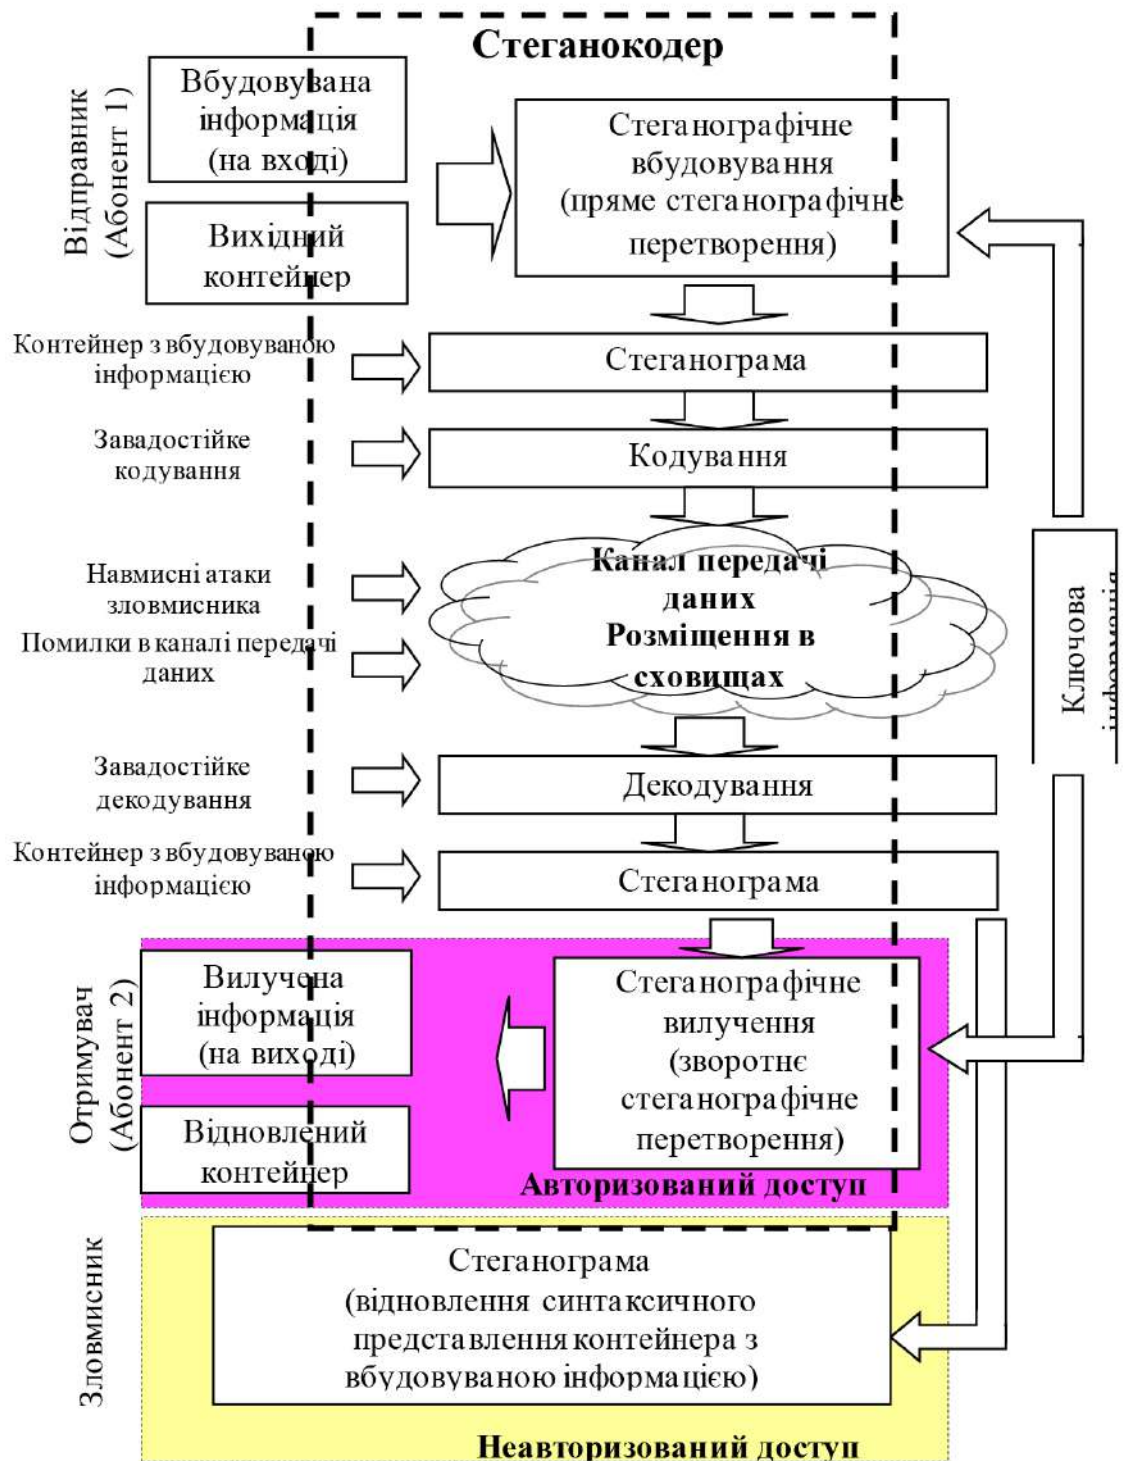 Стеганокодер
Відправник
(Абонент 1)
Вбудовувана
інформація
(на вході)
Вихідний
контейнер
Стеганографічне
вбудовування
(пряме стеганографічне
перетворення)
Контейнер з вбудовуваною
інформацією
Стеганограма
Завадостійке
кодування
Кодування
Навмисні атаки
зловмисника
Помилки в каналі передачі
даних
Канал передачі
даних
Розміщення в
сховищах
Ключова
інформація
Завадостійке
декодування
Декодування
Контейнер з вбудовуваною
інформацією
Стеганограма
Отримувач
(Абонент 2)
Вилучена
інформація
(на виході)
Відновлений
контейнер
Стеганографічне
вилучення
(зворотнє
стеганографічне
перетворення)
Авторизований доступ
Зловмисник
Стеганограма
(відновлення синтаксичного
представлення контейнера з
вбудовуваною інформацією)
Неавторизований доступ